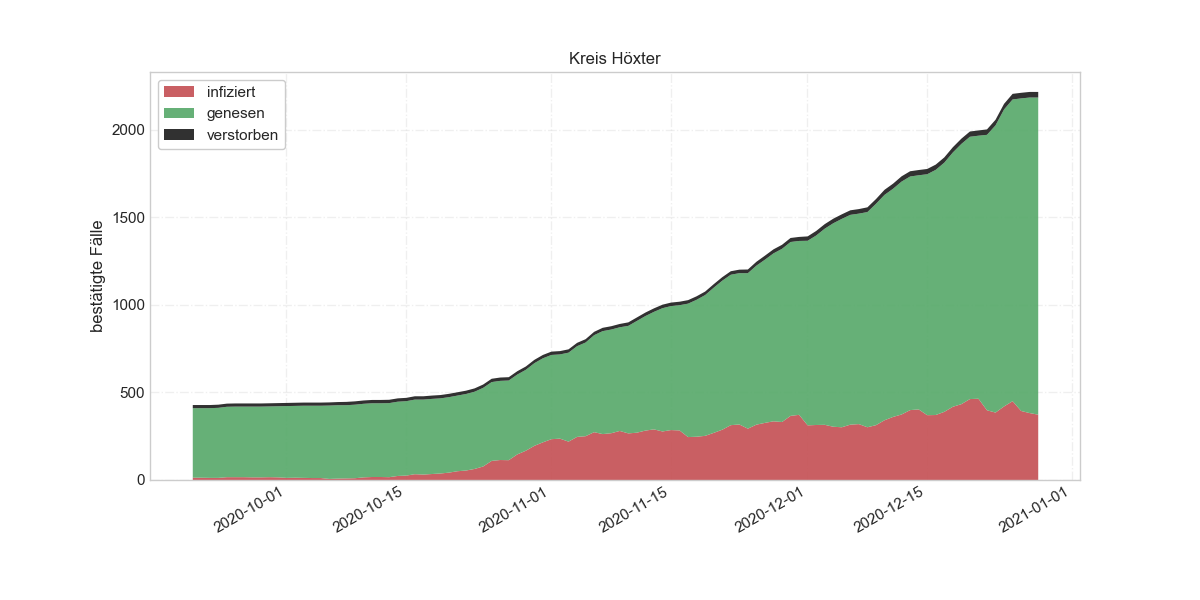 Kreis Höxter
infiziert
genesen
verstorben
bestätigte Fälle
2000
1500
1000
500
0
2020-10-01
2020-10-15
2020-11-01
2020-11-15
2020-12-01
2020-12-15
2021-01-01